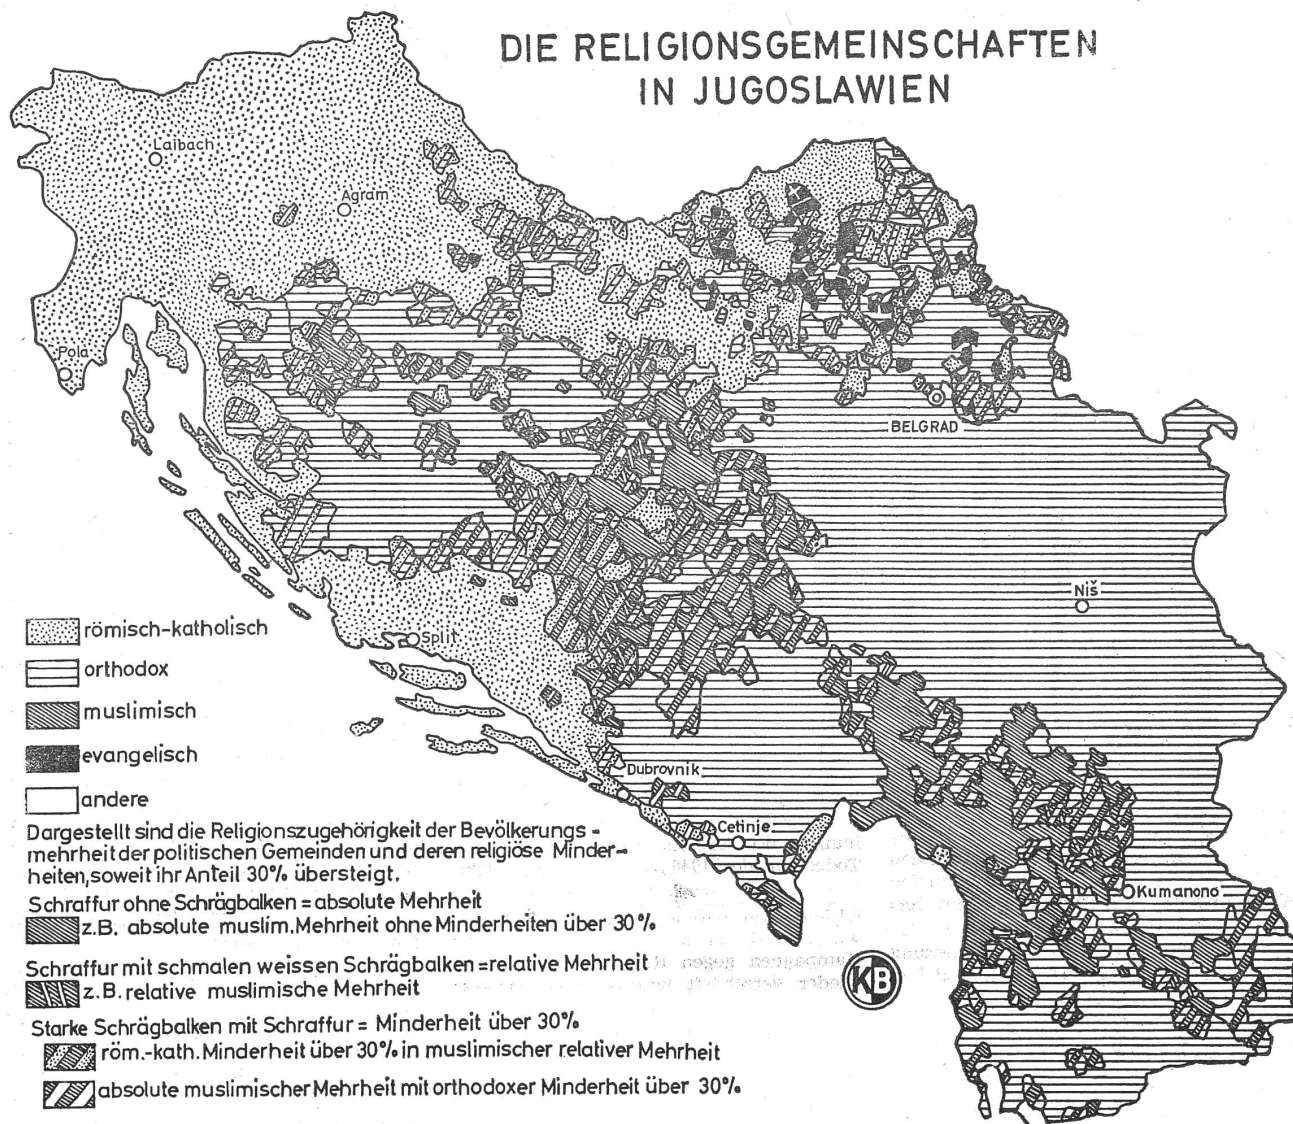 DIE RELIGIONSGEMEINSCHAFTEN
IN JUGOSLAWIEN
Laibach
Agram
Pola
BELGRAD
Niš
Split
Dubrovnik
Cetinje
Kumanono
römisch-katholisch
orthodox
muslimisch
evangelisch
andere
Dargestellt sind die Religionszugehörigkeit der Bevölkerungs-
mehrheit der politischen Gemeinden und deren religiöse Minder-
heiten, soweit ihr Anteil 30% übersteigt.
Schraffur ohne Schrägbalken = absolute Mehrheit
z.B. absolute muslim. Mehrheit ohne Minderheiten über 30%
Schraffur mit schmalen weissen Schrägbalken = relative Mehrheit
z.B. relative muslimische Mehrheit
Starke Schrägbalken mit Schraffur = Minderheit über 30%
röm.-kath. Minderheit über 30% in muslimischer relativer Mehrheit
absolute muslimischer Mehrheit mit orthodoxer Minderheit über 30%
KB